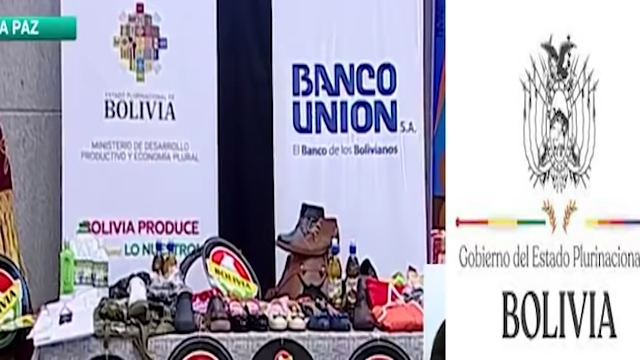 A PAZ
ESTADO PLURINACIONAL DE
BOLIVIA
MINISTERIO DE DESARROLLO
PRODUCTIVO Y ECONOMÍA PLURAL
BOLIVIA PRODUCE
LO NUESTRO
BANCO
UNION S.A.
El Banco de los Bolivianos
Gobierno del Estado Plurinaciona
BOLIVIA